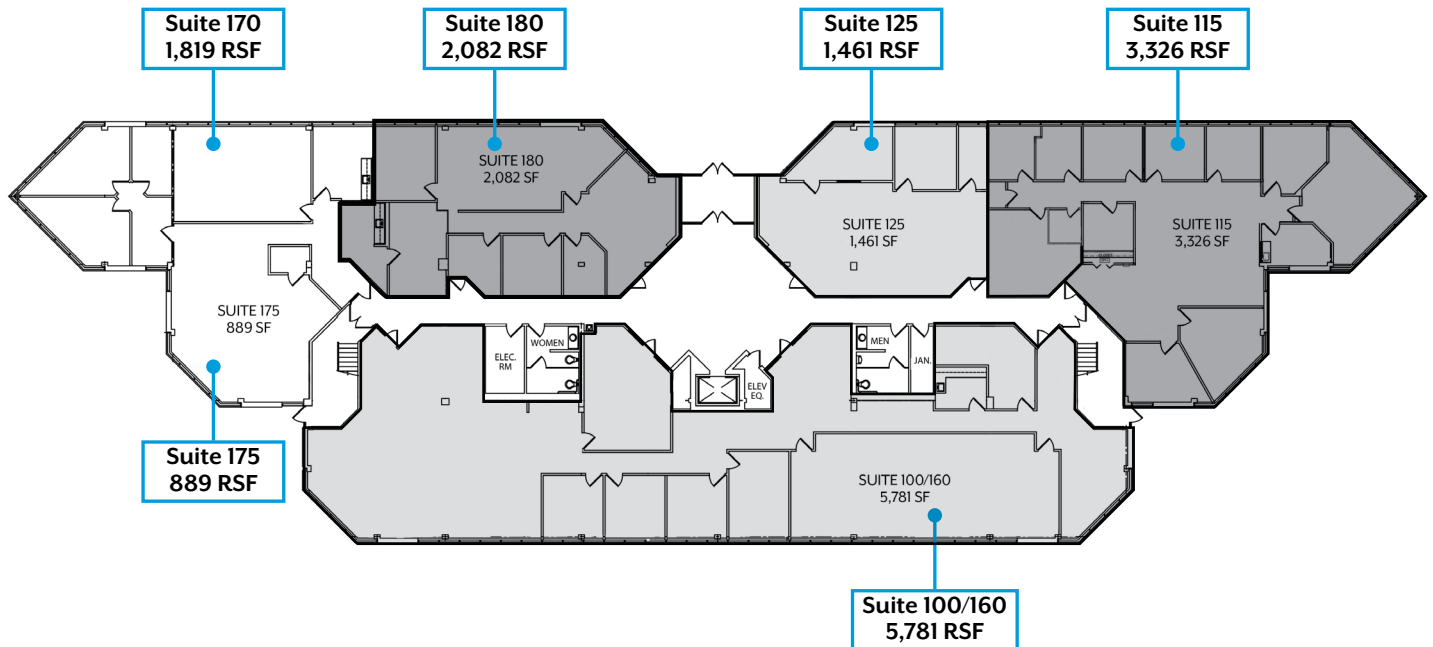 Suite 170
1,819 RSF
Suite 180
2,082 RSF
Suite 125
1,461 RSF
Suite 115
3,326 RSF
SUITE 180
2,082 SF
SUITE 125
1,461 SF
SUITE 115
3,326 SF
SUITE 175
889 SF
ELEC.
RM
WOMEN
MEN
JAN.
ELEV
EQ.
Suite 175
889 RSF
SUITE 100/160
5,781 SF
Suite 100/160
5,781 RSF